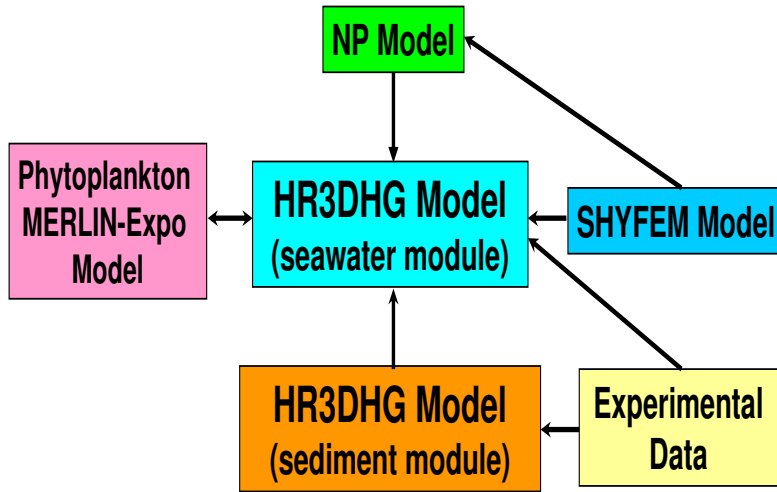 NP Model
Phytoplankton
MERLIN-Expo
Model
HR3DHG Model
(seawater module)
SHYFEM Model
HR3DHG Model
(sediment module)
Experimental
Data